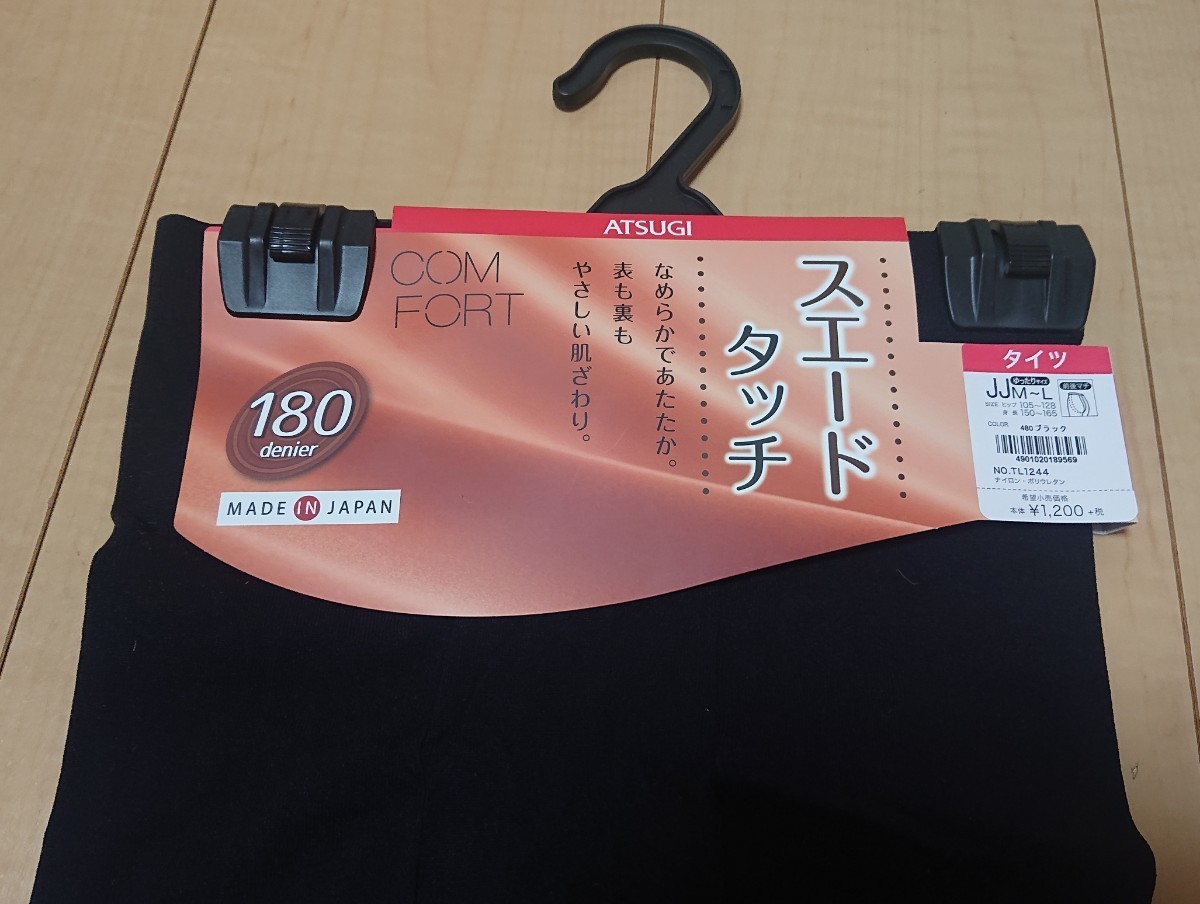 ATSUGI
COM
FORT
スエード
タッチ
なめらかであたたか。
表も裏も
やさしい肌ざわり。
180
denier
MADE IN JAPAN
タイツ
JJM~L
ゆったりサイズ
前後マチ
SIZE ヒップ 105~128
身長 150~165
COLOR 480 ブラック
4901020189569
NO.TL1244
ナイロン・ポリウレタン
希望小売価格
本体 ¥1,200 +税